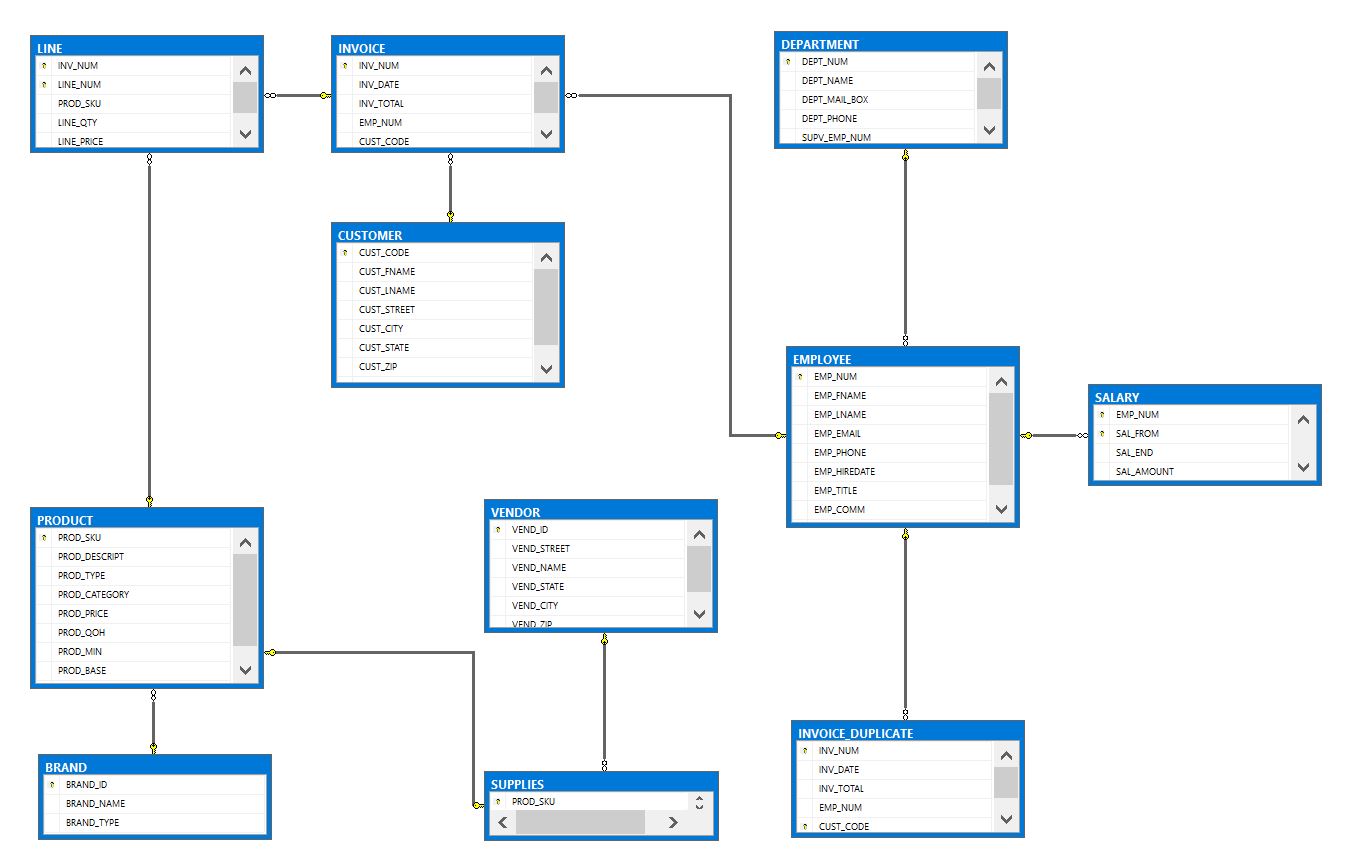 LINE
INV_NUM
LINE_NUM
PROD_SKU
LINE_QTY
LINE_PRICE
INVOICE
INV_NUM
INV_DATE
INV_TOTAL
EMP_NUM
CUST_CODE
DEPARTMENT
DEPT_NUM
DEPT_NAME
DEPT_MAIL_BOX
DEPT_PHONE
SUPV_EMP_NUM
CUSTOMER
CUST_CODE
CUST_FNAME
CUST_LNAME
CUST_STREET
CUST_CITY
CUST_STATE
CUST_ZIP
EMPLOYEE
EMP_NUM
EMP_FNAME
EMP_LNAME
EMP_EMAIL
EMP_PHONE
EMP_HIREDATE
EMP_TITLE
EMP_COMM
SALARY
EMP_NUM
SAL_FROM
SAL_END
SAL_AMOUNT
PRODUCT
PROD_SKU
PROD_DESCRIPT
PROD_TYPE
PROD_CATEGORY
PROD_PRICE
PROD_QOH
PROD_MIN
PROD_BASE
VENDOR
VEND_ID
VEND_STREET
VEND_NAME
VEND_STATE
VEND_CITY
VEND_ZIP
BRAND
BRAND_ID
BRAND_NAME
BRAND_TYPE
SUPPLIES
PROD_SKU
INVOICE_DUPLICATE
INV_NUM
INV_DATE
INV_TOTAL
EMP_NUM
CUST_CODE